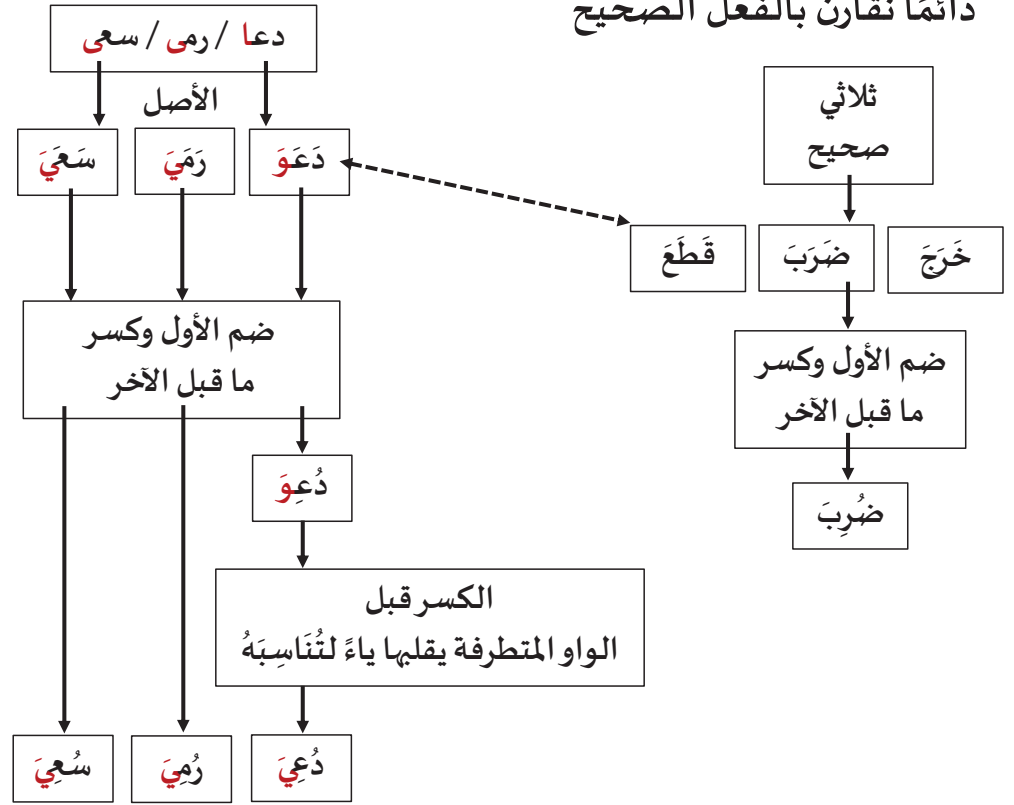 دائمًا نقارن بالفعل الصحيح
ثلاثي
صحيح
خَرَجَ
ضَرَبَ
قَطَعَ
ضم الأول وكسر
ما قبل الآخر
ضُرِبَ
دعا / رمى / سعى
الأصل
دَعَوَ
رَمَيَ
سَعَيَ
ضم الأول وكسر
ما قبل الآخر
دُعِوَ
الكسر قبل
الواو المتطرفة يقلبها ياءً لتُنَاسِبَهُ
دُعِيَ
رُمِيَ
سُعِيَ